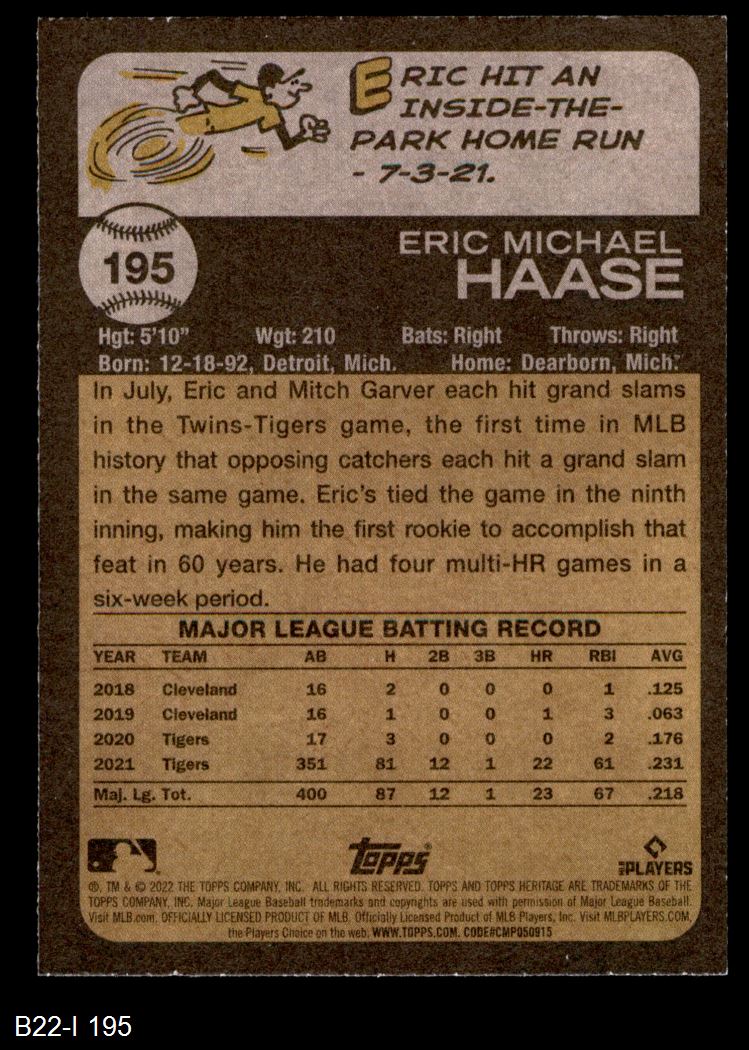 ERIC HIT AN
INSIDE-THE-
PARK HOME RUN
- 7-3-21.
195
ERIC MICHAEL
HAASE
Hgt: 5'10" Wgt: 210 Bats: Right Throws: Right
Born: 12-18-92, Detroit, Mich. Home: Dearborn, Mich.
In July, Eric and Mitch Garver each hit grand slams
in the Twins-Tigers game, the first time in MLB
history that opposing catchers each hit a grand slam
in the same game. Eric's tied the game in the ninth
inning, making him the first rookie to accomplish that
feat in 60 years. He had four multi-HR games in a
six-week period.
MAJOR LEAGUE BATTING RECORD
YEAR TEAM AB H 2B 3B HR RBI AVG
2018 Cleveland 16 2 0 0 0 1 .125
2019 Cleveland 16 1 0 0 1 3 .063
2020 Tigers 17 3 0 0 0 2 .176
2021 Tigers 351 81 12 1 22 61 .231
Maj. Lg. Tot. 400 87 12 1 23 67 .218
Topps® MLB PLAYERS
®, TM & © 2022 THE TOPPS COMPANY, INC. ALL RIGHTS RESERVED. TOPPS AND TOPPS HERITAGE ARE TRADEMARKS OF THE
TOPPS COMPANY, INC. Major League Baseball trademarks and copyrights are used with permission of Major League Baseball.
Visit MLB.com. OFFICIALLY LICENSED PRODUCT OF MLB. Officially Licensed Product of MLB Players, Inc. Visit MLBPLAYERS.COM,
the Players Choice on the web. WWW.TOPPS.COM. CODE#CMP050915
B22-I 195